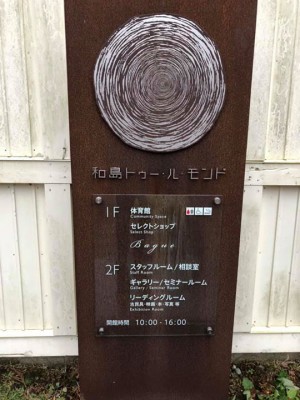 和島トゥー・ル・モンド
1F 体育館
Community Space
セレクトショップ
Select Shop
Bague
2F スタッフルーム/相談室
Staff Room
ギャラリー/セミナールーム
Gallery / Seminar Room
リーディングルーム
Exhibition Room
開館時間 10:00-16:00